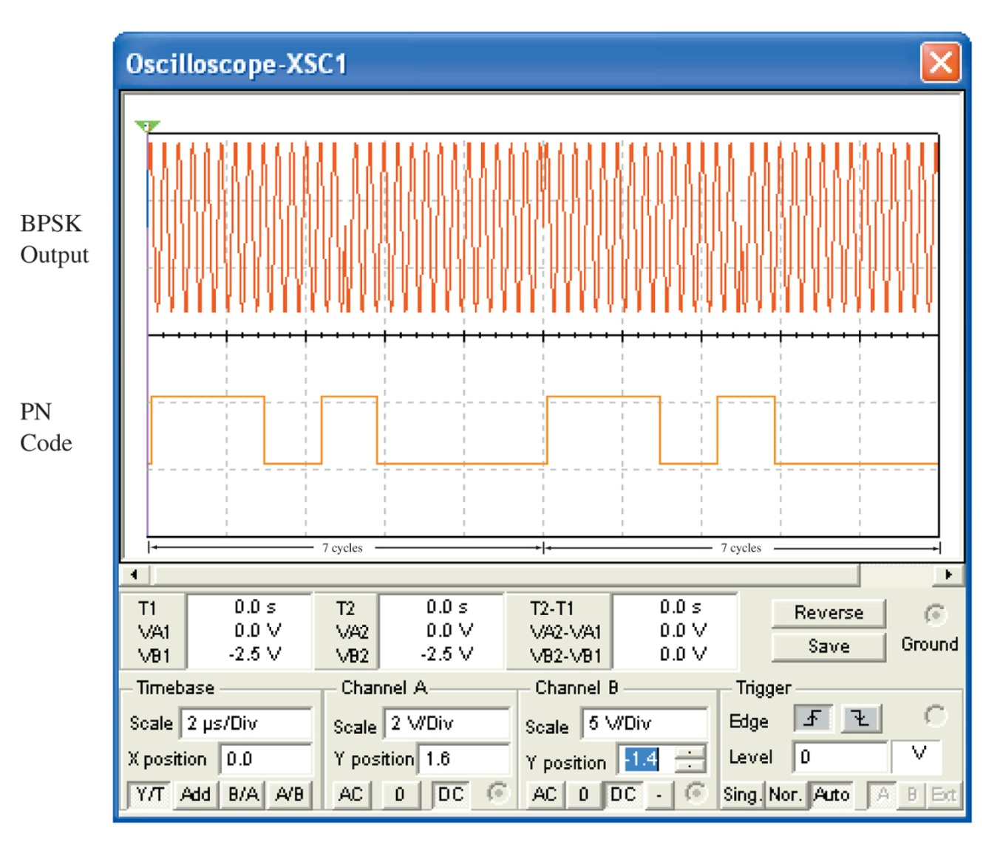 Oscilloscope-XSC1
BPSK
Output
PN
Code
7 cycles 7 cycles
T1 0.0 s T2 0.0 s T2-T1 0.0 s Reverse
VA1 0.0 V VA2 0.0 V VA2-VA1 0.0 V
VB1 -2.5 V VB2 -2.5 V VB2-VB1 0.0 V Save Ground
Timebase Channel A Channel B Trigger
Scale 2 µs/Div Scale 2 V/Div Scale 5 V/Div Edge
X position 0.0 Y position 1.6 Y position -1.4 Level 0 V
Y/T Add B/A A/B AC 0 DC AC 0 DC - Sing. Nor. Auto A B Ext